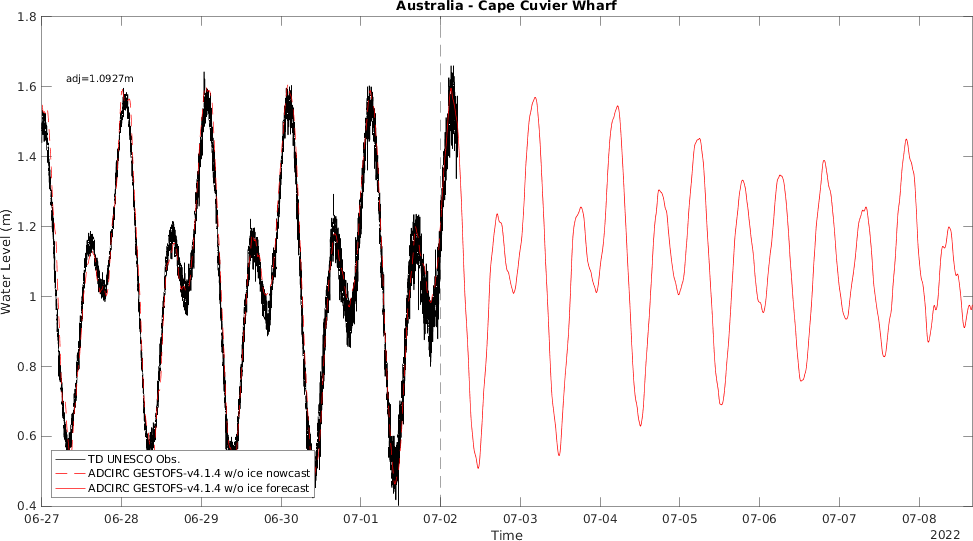 Australia - Cape Cuvier Wharf
1.8
1.6
1.4
1.2
1
0.8
0.6
0.4
Water Level (m)
adj=1.0927m
TD UNESCO Obs.
ADCIRC GESTOFS-v4.1.4 w/o ice nowcast
ADCIRC GESTOFS-v4.1.4 w/o ice forecast
06-27 06-28 06-29 06-30 07-01 07-02 07-03 07-04 07-05 07-06 07-07 07-08
Time
2022